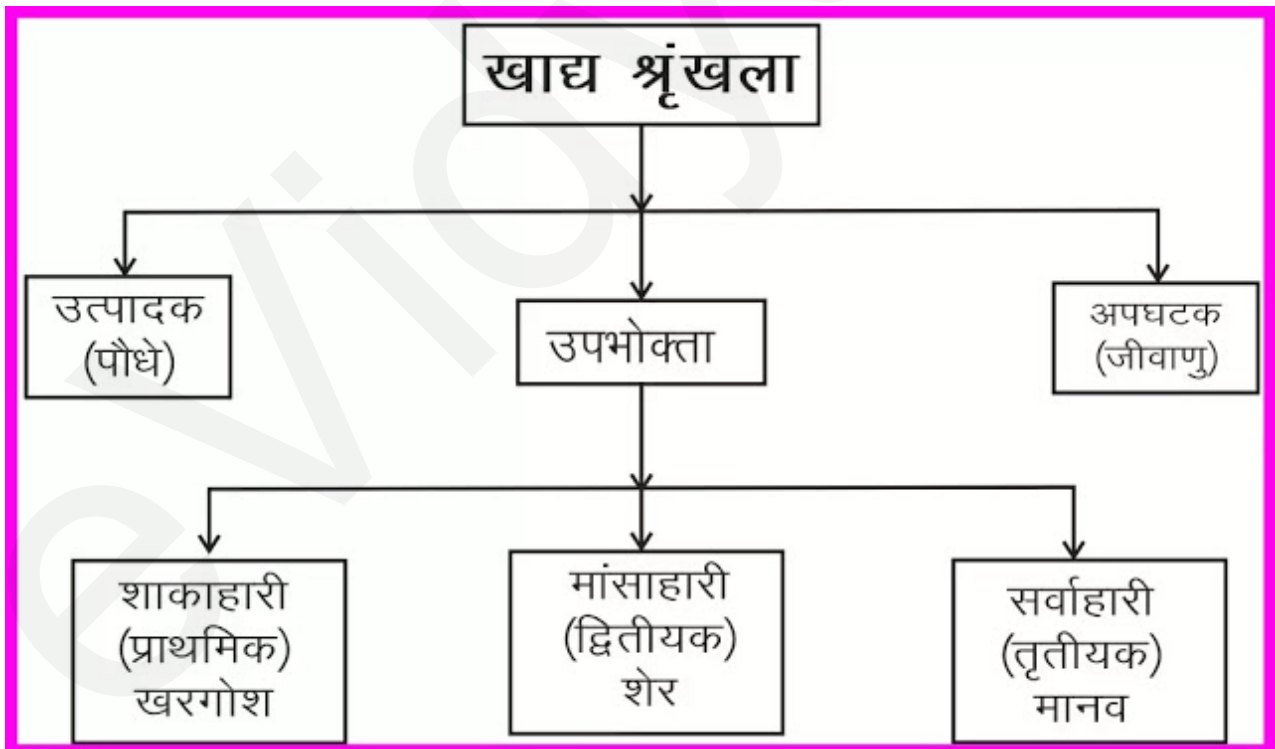 खाद्य श्रृंखला
उत्पादक
(पौधे)
उपभोक्ता
अपघटक
(जीवाणु)
शाकाहारी
(प्राथमिक)
खरगोश
मांसाहारी
(द्वितीयक)
शेर
सर्वाहारी
(तृतीयक)
मानव